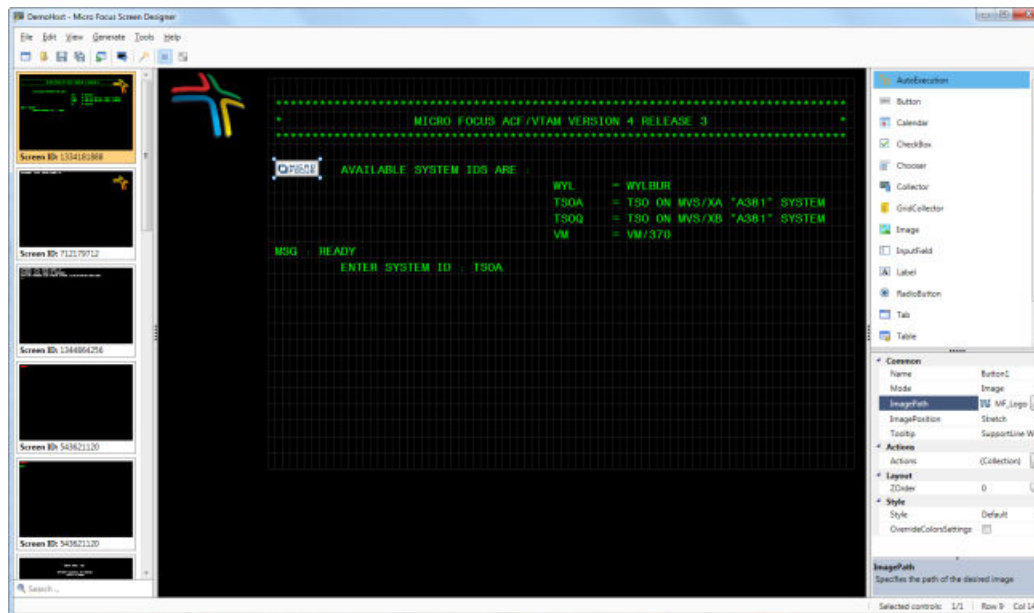 DemoHost - Micro Focus Screen Designer
File Edit View Generate Tools Help
Screen ID: 1334181868
Screen ID: 712179712
Screen ID: 1344864256
Screen ID: 543621120
Screen ID: 543621120
Search...
MICRO FOCUS ACF/VTAM VERSION 4 RELEASE 3
MICRO FOCUS
AVAILABLE SYSTEM IDS ARE :
WYL = WYLBUR
TSOA = TSO ON MVS/XA "A381" SYSTEM
TSOQ = TSO ON MVS/XB "A381" SYSTEM
VM = VM/370
MSG : READY
ENTER SYSTEM ID : TSOA
AutoExecution
Button
Calendar
CheckBox
Chooser
Collector
GridCollector
Image
InputField
Label
RadioButton
Tab
Table
Common
Name Button1
Mode Image
ImagePath MF_Logo
ImagePosition Stretch
Tooltip SupportLine W
Actions
Actions (Collection)
Layout
ZOrder 0
Style
Style Default
OverrideColorsSettings
ImagePath
Specifies the path of the desired image
Selected controls: 1/1 Row 9 Col